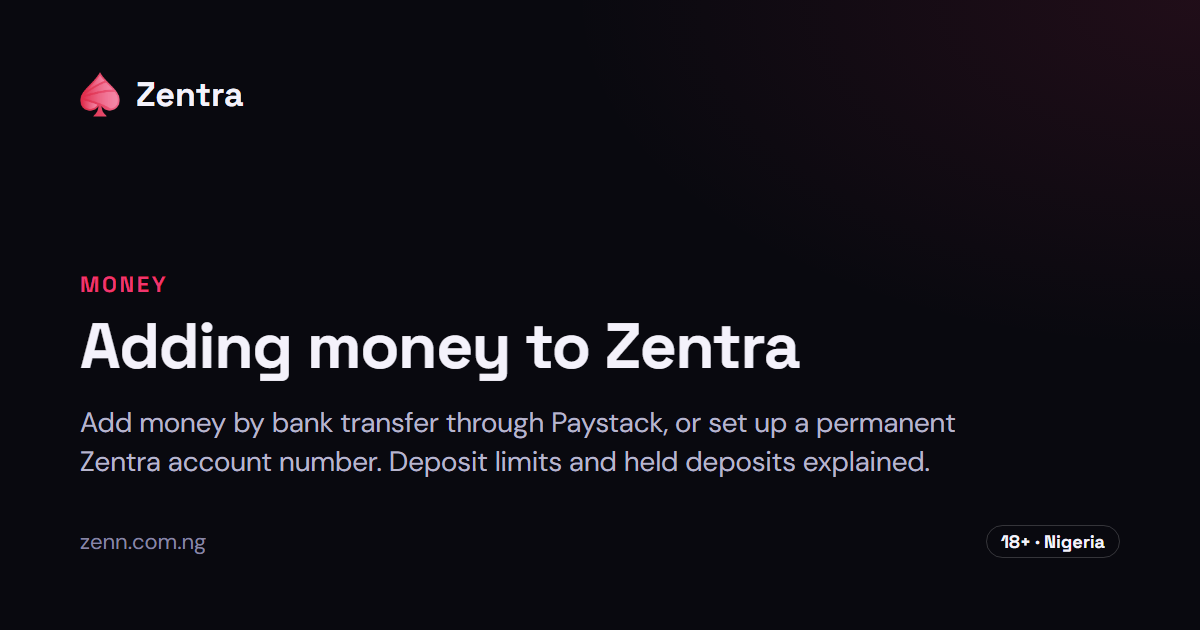 Zentra
MONEY
Adding money to Zentra
Add money by bank transfer through Paystack, or set up a permanent
Zentra account number. Deposit limits and held deposits explained.
zenn.com.ng
18+ · Nigeria